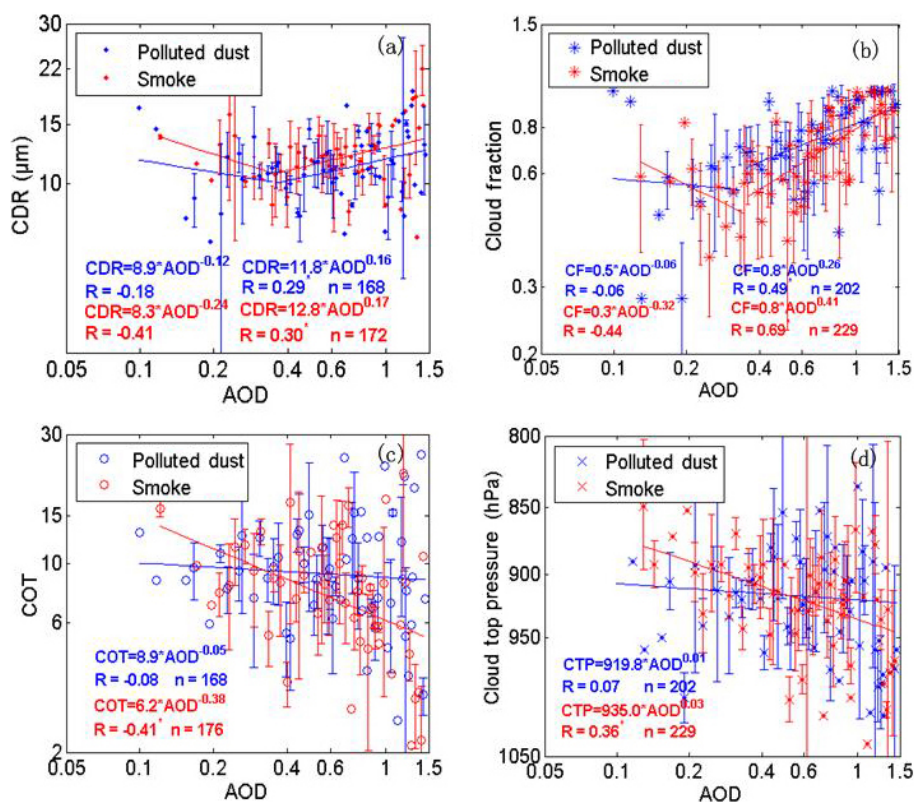 30
22
15
10
CDR (μm)
Polluted dust
Smoke
(a)
CDR=8.9*AOD-0.12
R = -0.18
CDR=8.3*AOD-0.24
R = -0.41
CDR=11.8*AOD0.16
R = 0.29* n = 168
CDR=12.8*AOD0.17
R = 0.30* n = 172
0.05 0.1 0.2 0.4 0.6 1 1.5
AOD
1.5
0.8
0.6
0.3
0.2
Cloud fraction
Polluted dust
Smoke
(b)
CF=0.5*AOD-0.06
R = -0.06
CF=0.3*AOD-0.32
R = -0.44
CF=0.8*AOD0.26
R = 0.49* n = 202
CF=0.8*AOD0.41
R = 0.69* n = 229
0.05 0.1 0.2 0.4 0.6 1 1.5
AOD
30
15
10
6
2
COT
Polluted dust
Smoke
(c)
COT=8.9*AOD-0.05
R = -0.08 n = 168
COT=6.2*AOD-0.38
R = -0.41* n = 176
0.05 0.1 0.2 0.4 0.6 1 1.5
AOD
800
850
900
950
1050
Cloud top pressure (hPa)
Polluted dust
Smoke
(d)
CTP=919.8*AOD0.01
R = 0.07 n = 202
CTP=935.0*AOD0.03
R = 0.36* n = 229
0.05 0.1 0.2 0.4 0.6 1 1.5
AOD